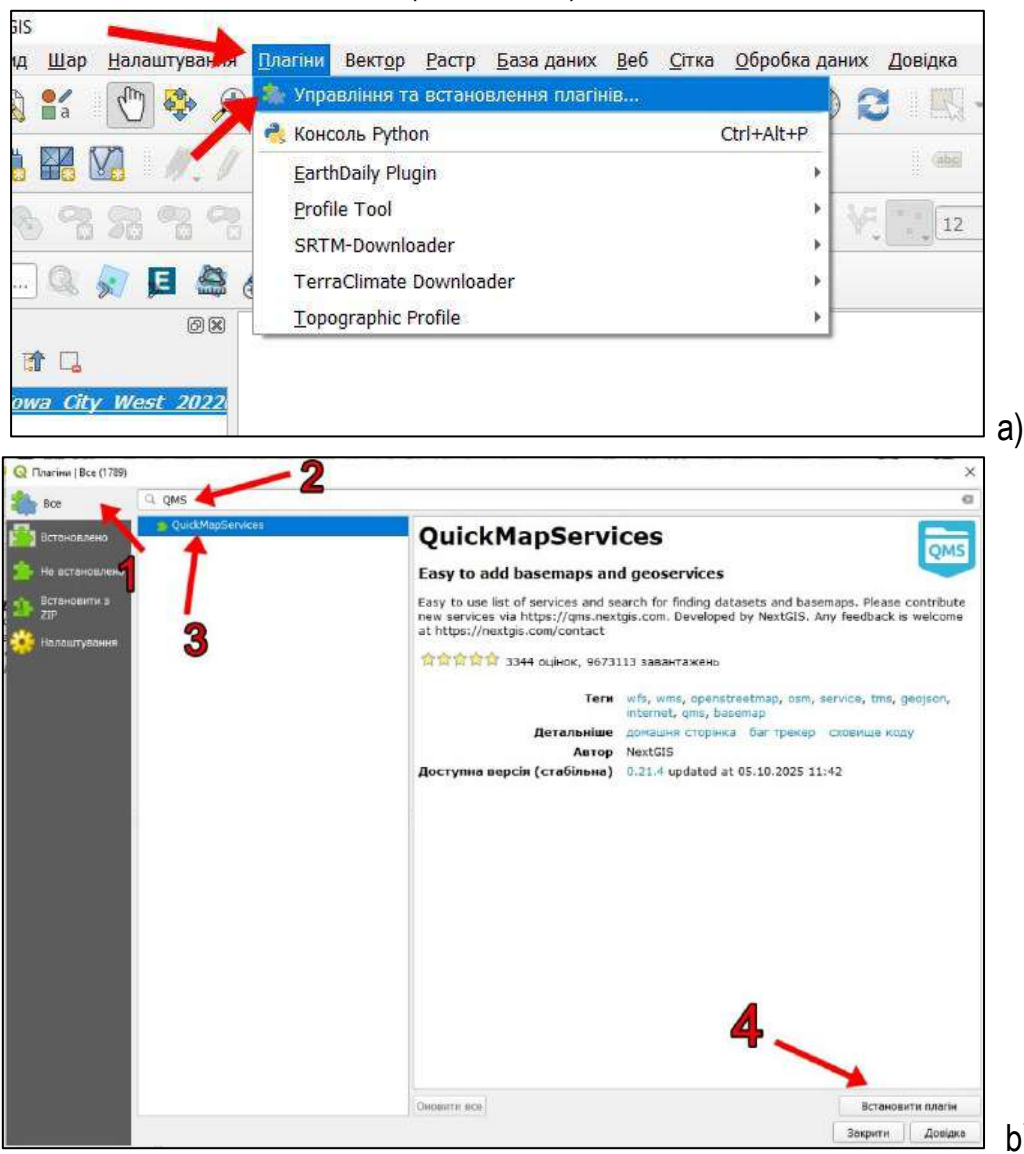 GIS
ид Шар Налаштування Плагіни Вектор Растр База даних Веб Сітка Обробка даних Довідка
Управління та встановлення плагінів...
Консоль Python Ctrl+Alt+P
EarthDaily Plugin
Profile Tool
SRTM-Downloader
TerraClimate Downloader
Topographic Profile
abc
12
owa City West 2022
a)
Плагіни | Все (1789)
2
Все
QMS
1
Встановлено
Не встановлено
Встановити з ZIP
Налаштування
QuickMapServices
3
QuickMapServices
QMS
Easy to add basemaps and geoservices
Easy to use list of services and search for finding datasets and basemaps. Please contribute
new services via https://qms.nextgis.com. Developed by NextGIS. Any feedback is welcome
at https://nextgis.com/contact
3344 оцінок, 9673113 завантажень
Теги wfs, wms, openstreetmap, osm, service, tms, geojson,
internet, qms, basemap
Детальніше домашня сторінка баг трекер сховище коду
Автор NextGIS
Доступна версія (стабільна) 0.21.4 updated at 05.10.2025 11:42
4
Оновити все
Встановити плагін
Закрити Довідка
b)